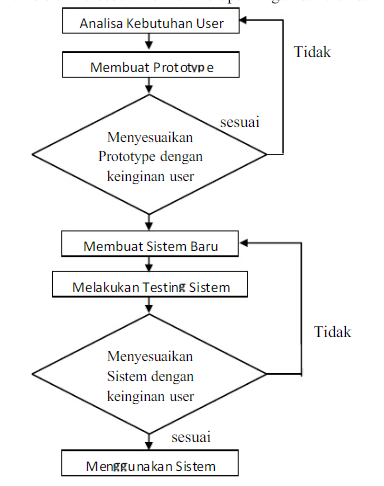 Analisa Kebutuhan User
Tidak
Membuat Prototype
sesuai
Menyesuaikan
Prototype dengan
keinginan user
Membuat Sistem Baru
Melakukan Testing Sistem
Tidak
Menyesuaikan
Sistem dengan
keinginan user
sesuai
Menggunakan Sistem